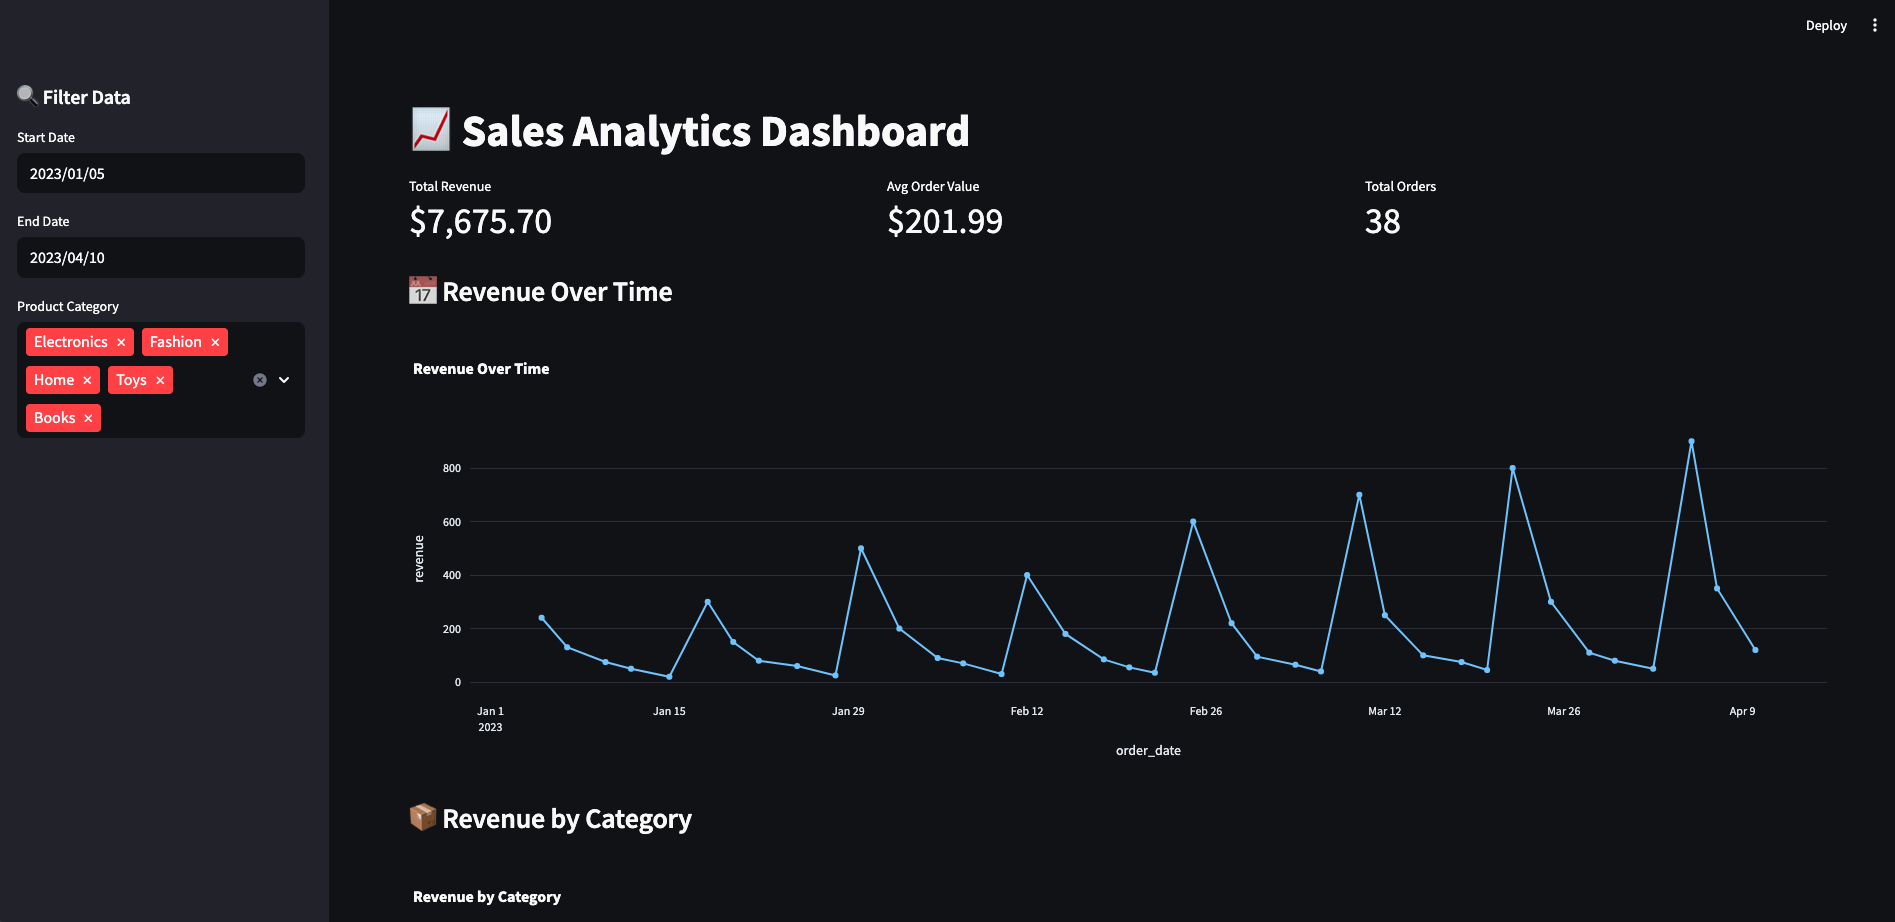 Deploy
Filter Data
Start Date
2023/01/05
End Date
2023/04/10
Product Category
Electronics × Fashion ×
Home × Toys ×
Books ×
Sales Analytics Dashboard
Total Revenue
$7,675.70
Avg Order Value
$201.99
Total Orders
38
17 Revenue Over Time
Revenue Over Time
revenue
800
600
400
200
0
Jan 1
2023
Jan 15
Jan 29
Feb 12
Feb 26
Mar 12
Mar 26
Apr 9
order_date
Revenue by Category
Revenue by Category